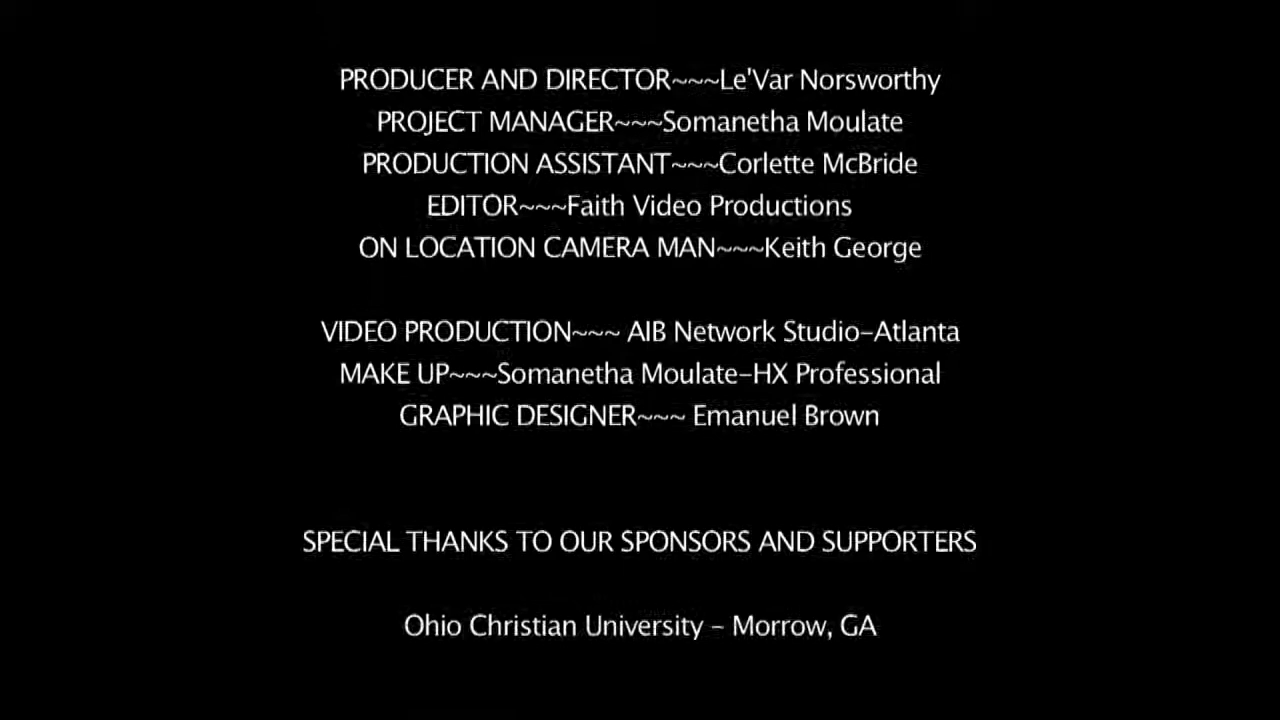 PRODUCER AND DIRECTOR~~~Le'Var Norsworthy
PROJECT MANAGER~~~Somanetha Moulate
PRODUCTION ASSISTANT~~~Corlette McBride
EDITOR~~~Faith Video Productions
ON LOCATION CAMERA MAN~~~Keith George
VIDEO PRODUCTION~~~ AIB Network Studio-Atlanta
MAKE UP~~~Somanetha Moulate-HX Professional
GRAPHIC DESIGNER~~~ Emanuel Brown
SPECIAL THANKS TO OUR SPONSORS AND SUPPORTERS
Ohio Christian University - Morrow, GA